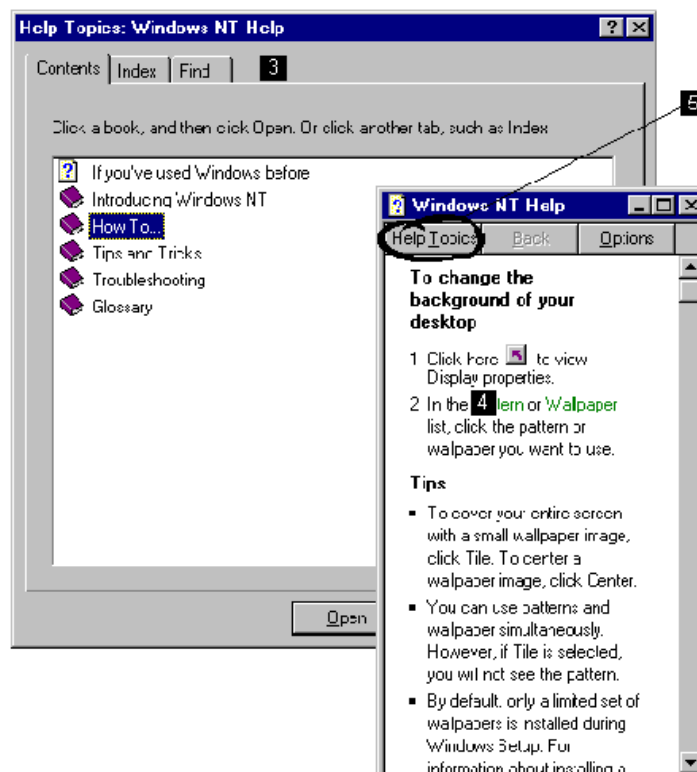 Help Topics: Windows NT Help
Contents Index Find 3
Click a book, and then click Open. Or click another tab, such as Index
If you've used Windows before
Introducing Windows NT
How To...
Tips and Tricks
Troubleshooting
Glossary
Open
5
Windows NT Help
Help Topics Back Options
To change the
background of your
desktop
1 Click here to view
Display properties.
2 In the 4 tern or Wallpaper
list, click the pattern or
wallpaper you want to use.
Tips
▪ To cover your entire screen
with a small wallpaper image,
click Tile. To center a
wallpaper image, click Center.
▪ You can use patterns and
wallpaper simultaneously.
However, if Tile is selected,
you will not see the pattern.
▪ By default, only a limited set of
wallpapers is installed during
Windows Setup. For
information about installing a